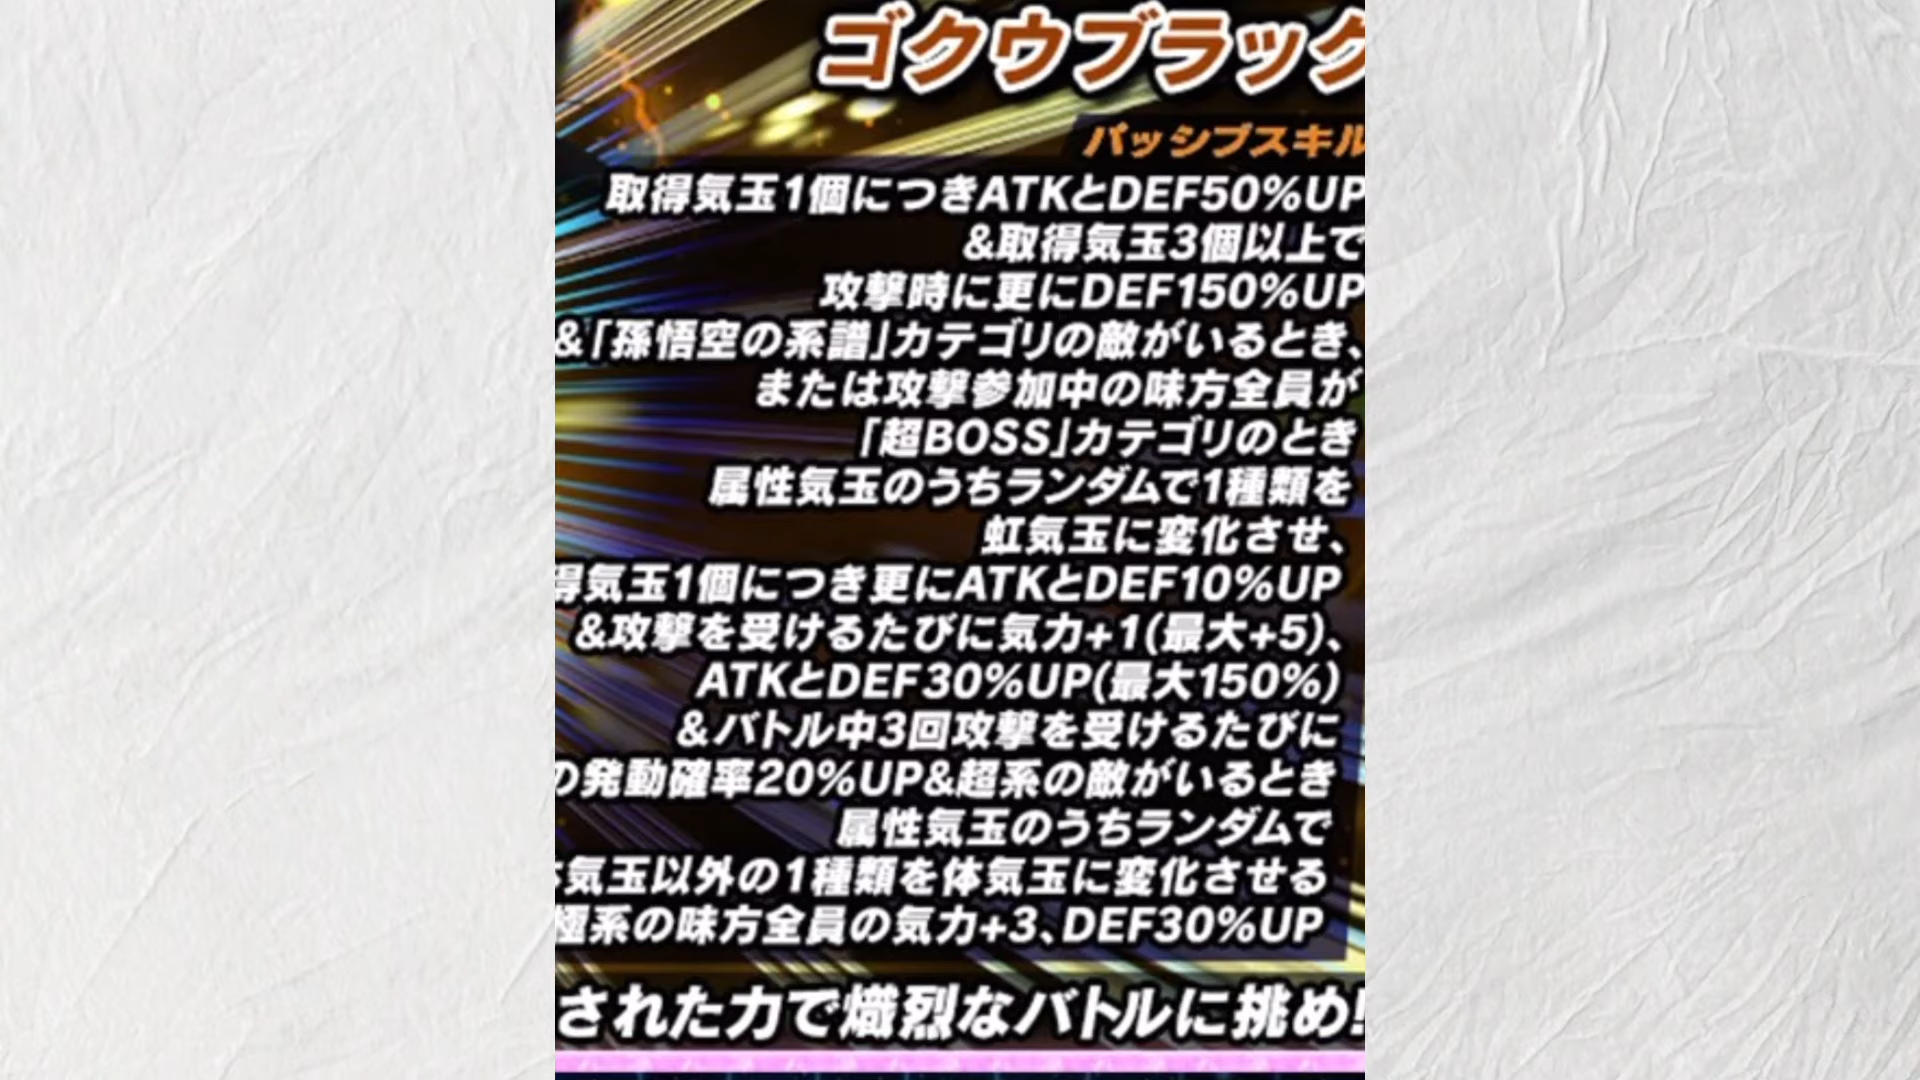 ゴクウブラック
パッシブスキル
取得気玉1個につきATKとDEF50%UP
&取得気玉3個以上で
攻撃時に更にDEF150%UP
&「孫悟空の系譜」カテゴリの敵がいるとき、
または攻撃参加中の味方全員が
「超BOSS」カテゴリのとき
属性気玉のうちランダムで1種類を
虹気玉に変化させ、
得気玉1個につき更にATKとDEF10%UP
&攻撃を受けるたびに気力+1(最大+5)、
ATKとDEF30%UP(最大150%)
&バトル中3回攻撃を受けるたびに
の発動確率20%UP&超系の敵がいるとき
属性気玉のうちランダムで
気玉以外の1種類を体気玉に変化させる
極系の味方全員の気力+3、DEF30%UP
された力で熾烈なバトルに挑め!